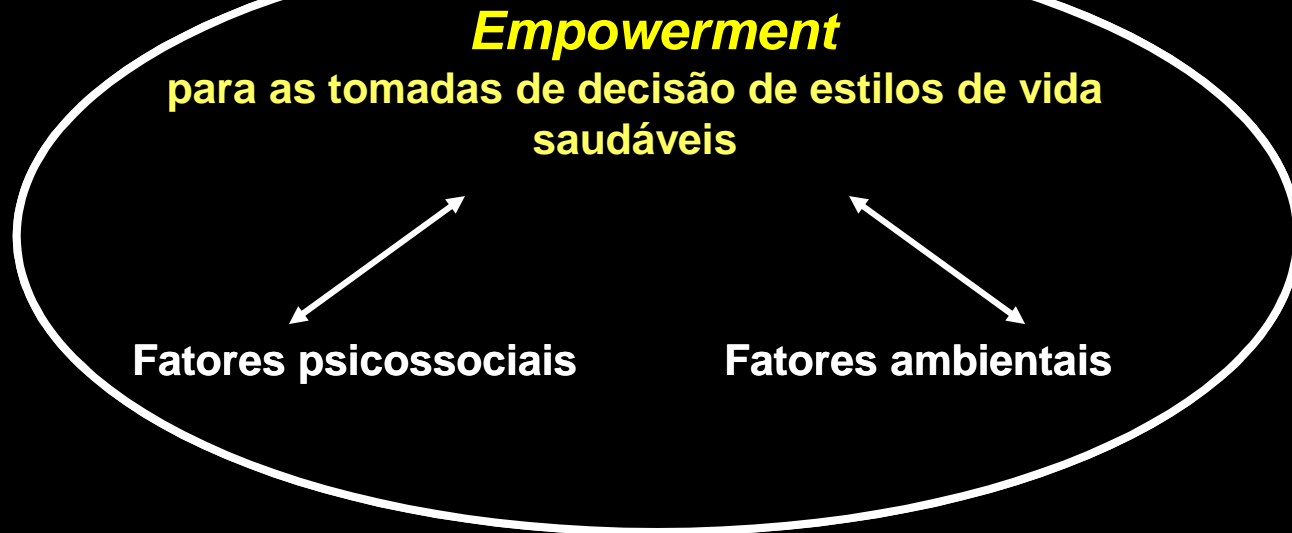 Empowerment
para as tomadas de decisão de estilos de vida
saudáveis
Fatores psicossociais
Fatores ambientais